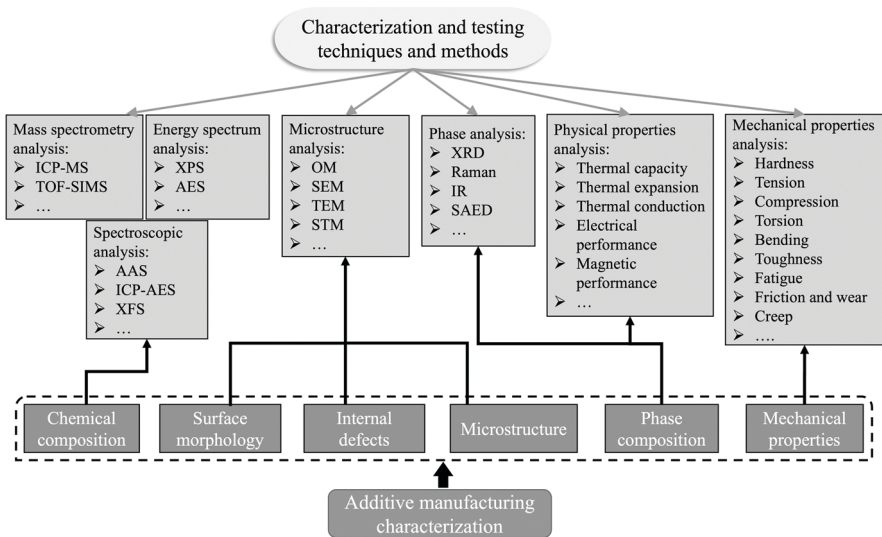 Characterization and testing
techniques and methods
Mass spectrometry
analysis:
➢ ICP-MS
➢ TOF-SIMS
➢ …
Energy spectrum
analysis:
➢ XPS
➢ AES
➢ …
Spectroscopic
analysis:
➢ AAS
➢ ICP-AES
➢ XFS
➢ …
Microstructure
analysis:
➢ OM
➢ SEM
➢ TEM
➢ STM
➢ …
Phase analysis:
➢ XRD
➢ Raman
➢ IR
➢ SAED
➢ …
Physical properties
analysis:
➢ Thermal capacity
➢ Thermal expansion
➢ Thermal conduction
➢ Electrical
performance
➢ Magnetic
performance
➢ …
Mechanical properties
analysis:
➢ Hardness
➢ Tension
➢ Compression
➢ Torsion
➢ Bending
➢ Toughness
➢ Fatigue
➢ Friction and wear
➢ Creep
➢ ….
Chemical
composition
Surface
morphology
Internal
defects
Microstructure
Phase
composition
Mechanical
properties
Additive manufacturing
characterization